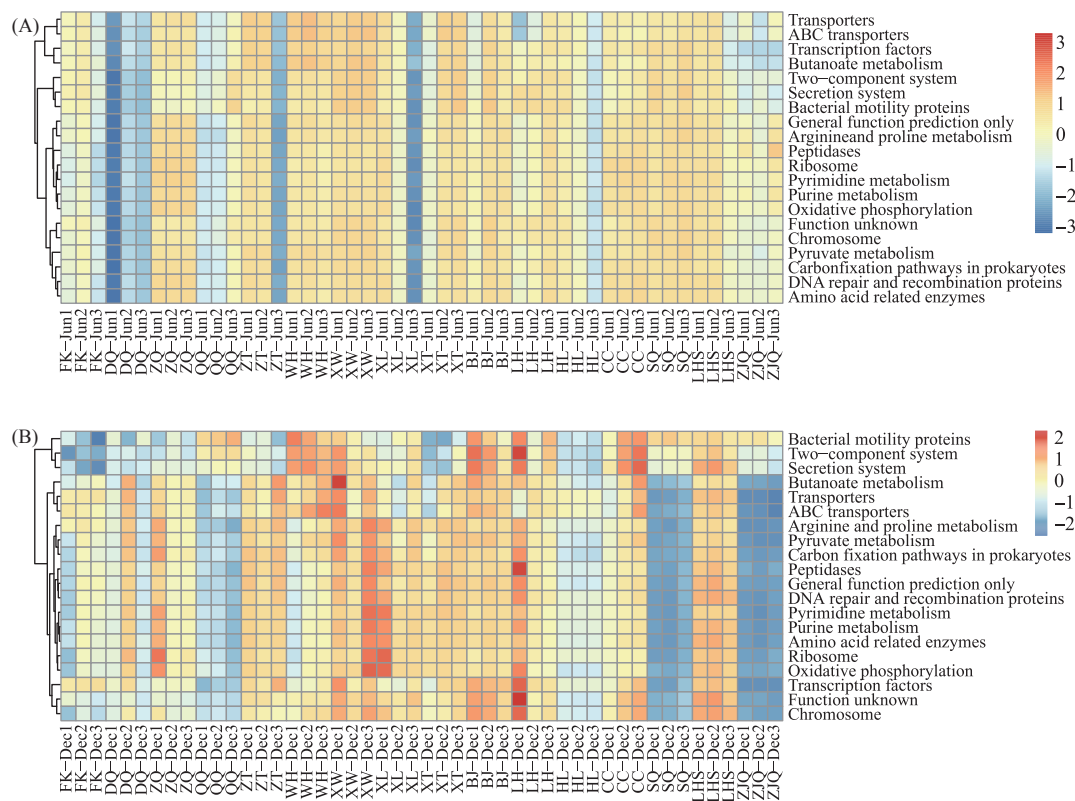 (A)
Transporters
ABC transporters
Transcription factors
Butanoate metabolism
Two−component system
Secretion system
Bacterial motility proteins
General function prediction only
Arginineand proline metabolism
Peptidases
Ribosome
Pyrimidine metabolism
Purine metabolism
Oxidative phosphorylation
Function unknown
Chromosome
Pyruvate metabolism
Carbonfixation pathways in prokaryotes
DNA repair and recombination proteins
Amino acid related enzymes
3
2
1
0
−1
−2
−3
FK−Jun1
FK−Jun2
FK−Jun3
DQ−Jun1
DQ−Jun2
DQ−Jun3
ZQ−Jun1
ZQ−Jun2
ZQ−Jun3
QQ−Jun1
QQ−Jun2
QQ−Jun3
ZT−Jun1
ZT−Jun2
ZT−Jun3
WH−Jun1
WH−Jun2
WH−Jun3
XW−Jun1
XW−Jun2
XW−Jun3
XL−Jun1
XL−Jun2
XL−Jun3
XT−Jun1
XT−Jun2
XT−Jun3
BJ−Jun1
BJ−Jun2
BJ−Jun3
LH−Jun1
LH−Jun2
LH−Jun3
HL−Jun1
HL−Jun2
HL−Jun3
CC−Jun1
CC−Jun2
CC−Jun3
SQ−Jun1
SQ−Jun2
SQ−Jun3
LHS−Jun1
LHS−Jun2
LHS−Jun3
ZJQ−Jun1
ZJQ−Jun2
ZJQ−Jun3
(B)
Bacterial motility proteins
Two−component system
Secretion system
Butanoate metabolism
Transporters
ABC transporters
Arginine and proline metabolism
Pyruvate metabolism
Carbon fixation pathways in prokaryotes
Peptidases
General function prediction only
DNA repair and recombination proteins
Pyrimidine metabolism
Purine metabolism
Amino acid related enzymes
Ribosome
Oxidative phosphorylation
Transcription factors
Function unknown
Chromosome
2
1
0
−1
−2
FK−Dec1
FK−Dec2
FK−Dec3
DQ−Dec1
DQ−Dec2
DQ−Dec3
ZQ−Dec1
ZQ−Dec2
ZQ−Dec3
QQ−Dec1
QQ−Dec2
QQ−Dec3
ZT−Dec1
ZT−Dec2
ZT−Dec3
WH−Dec1
WH−Dec2
WH−Dec3
XW−Dec1
XW−Dec2
XW−Dec3
XL−Dec1
XL−Dec2
XL−Dec3
XT−Dec1
XT−Dec2
XT−Dec3
BJ−Dec1
BJ−Dec2
BJ−Dec3
LH−Dec1
LH−Dec2
LH−Dec3
HL−Dec1
HL−Dec2
HL−Dec3
CC−Dec1
CC−Dec2
CC−Dec3
SQ−Dec1
SQ−Dec2
SQ−Dec3
LHS−Dec1
LHS−Dec2
LHS−Dec3
ZJQ−Dec1
ZJQ−Dec2
ZJQ−Dec3